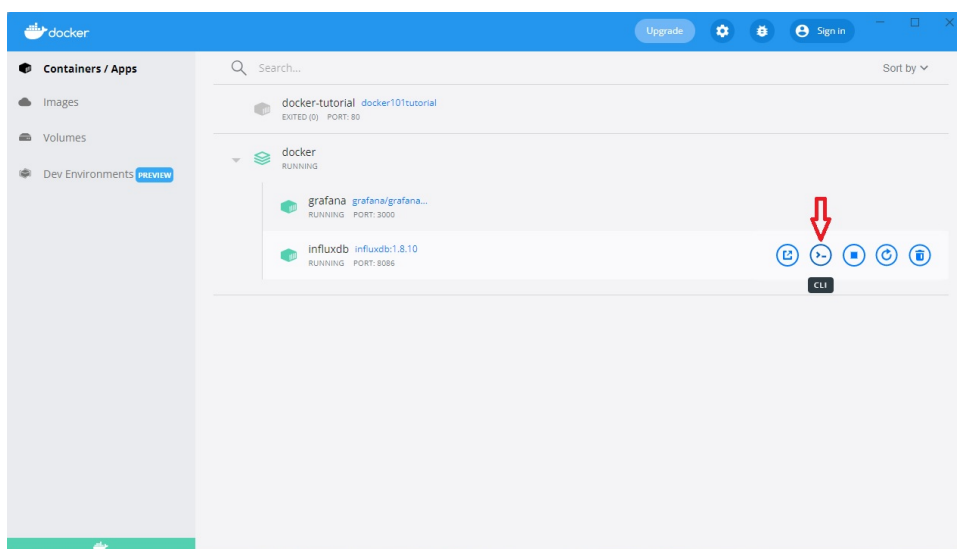 docker
Upgrade
Sign in
Containers / Apps
Images
Volumes
Dev Environments PREVIEW
Search...
Sort by
docker-tutorial docker101tutorial
EXITED (0) PORT: 80
docker
RUNNING
grafana grafana/grafana...
RUNNING PORT: 3000
influxdb influxdb:1.8.10
RUNNING PORT: 8086
CLI